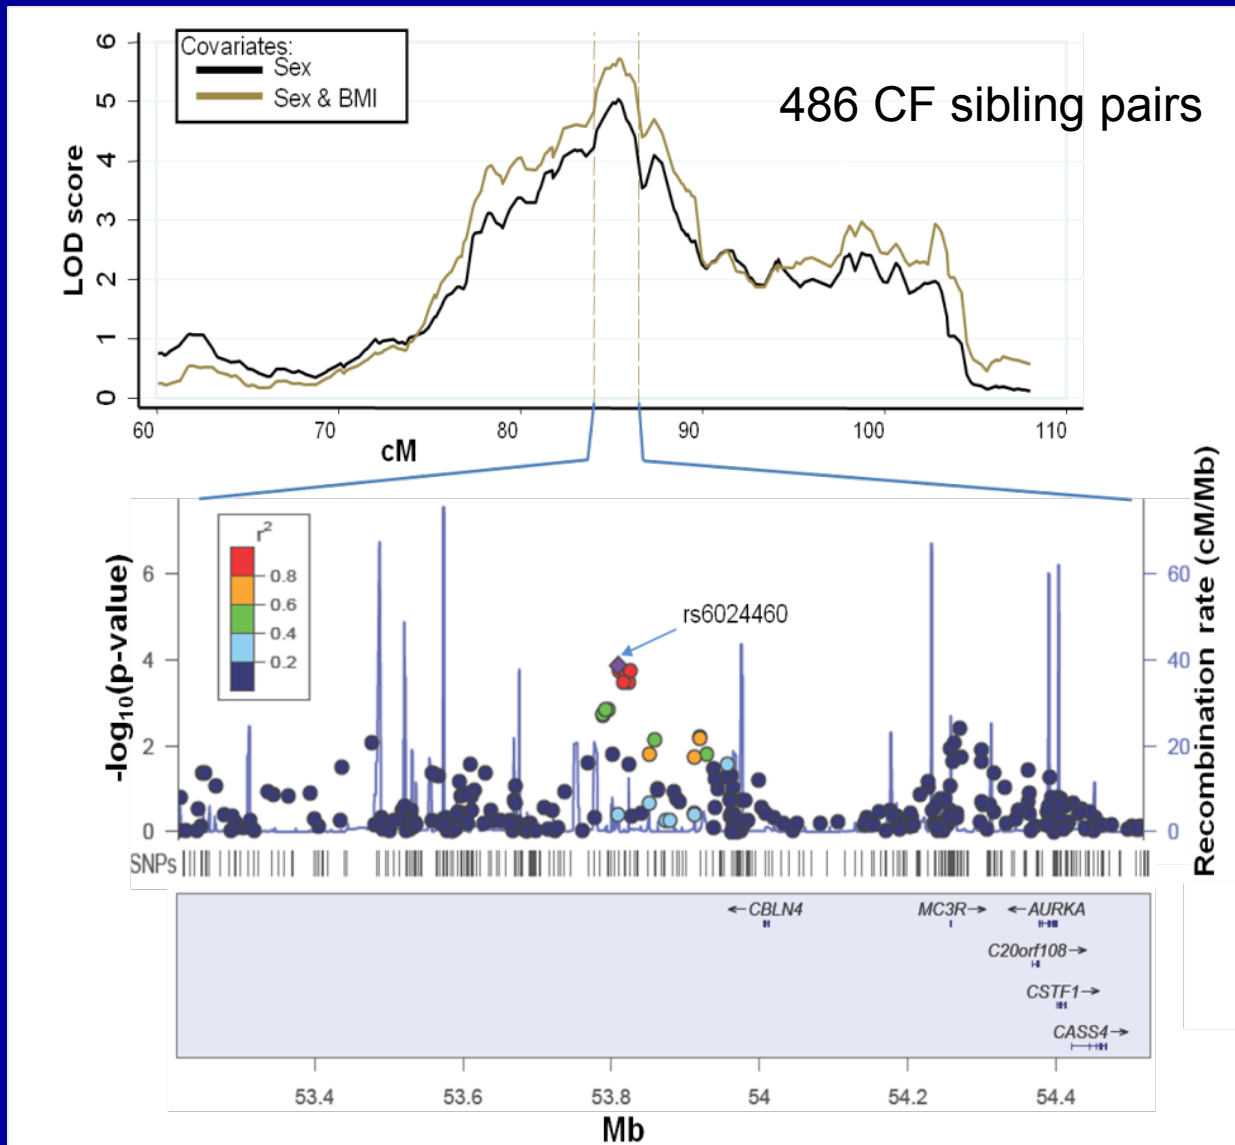 Covariates:
Sex
Sex & BMI
486 CF sibling pairs
LOD score
6
5
4
3
2
1
0
60 70 80 90 100 110
cM
r²
0.8
0.6
0.4
0.2
rs6024460
-log₁₀(p-value)
6
4
2
0
Recombination rate (cM/Mb)
60
40
20
0
SNPs
←CBLN4 MC3R→ ←AURKA
C20orf108→
CSTF1→
CASS4→
53.4 53.6 53.8 54 54.2 54.4
Mb